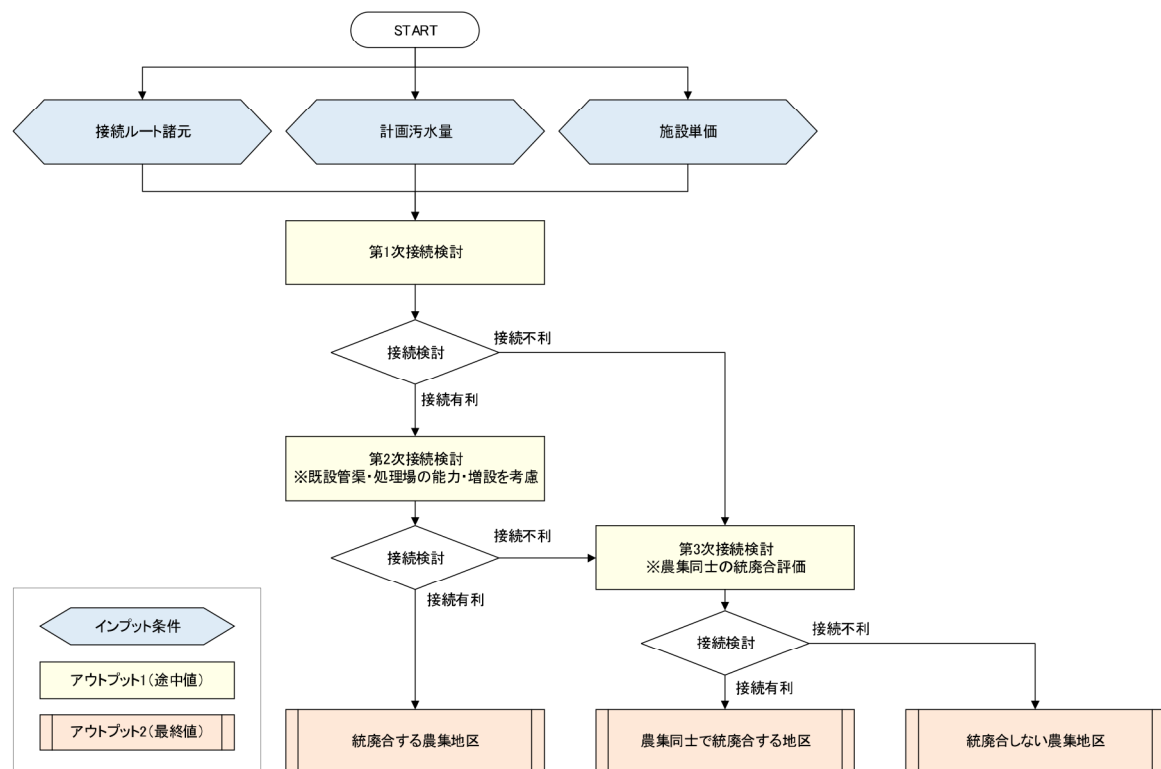 START
接続ルート諸元
計画汚水量
施設単価
第1次接続検討
接続検討
接続不利
接続有利
第2次接続検討
※既設管渠・処理場の能力・増設を考慮
接続検討
接続不利
接続有利
第3次接続検討
※農集同士の統廃合評価
接続検討
接続不利
接続有利
統廃合する農集地区
農集同士で統廃合する地区
統廃合しない農集地区
インプット条件
アウトプット1(途中値)
アウトプット2(最終値)